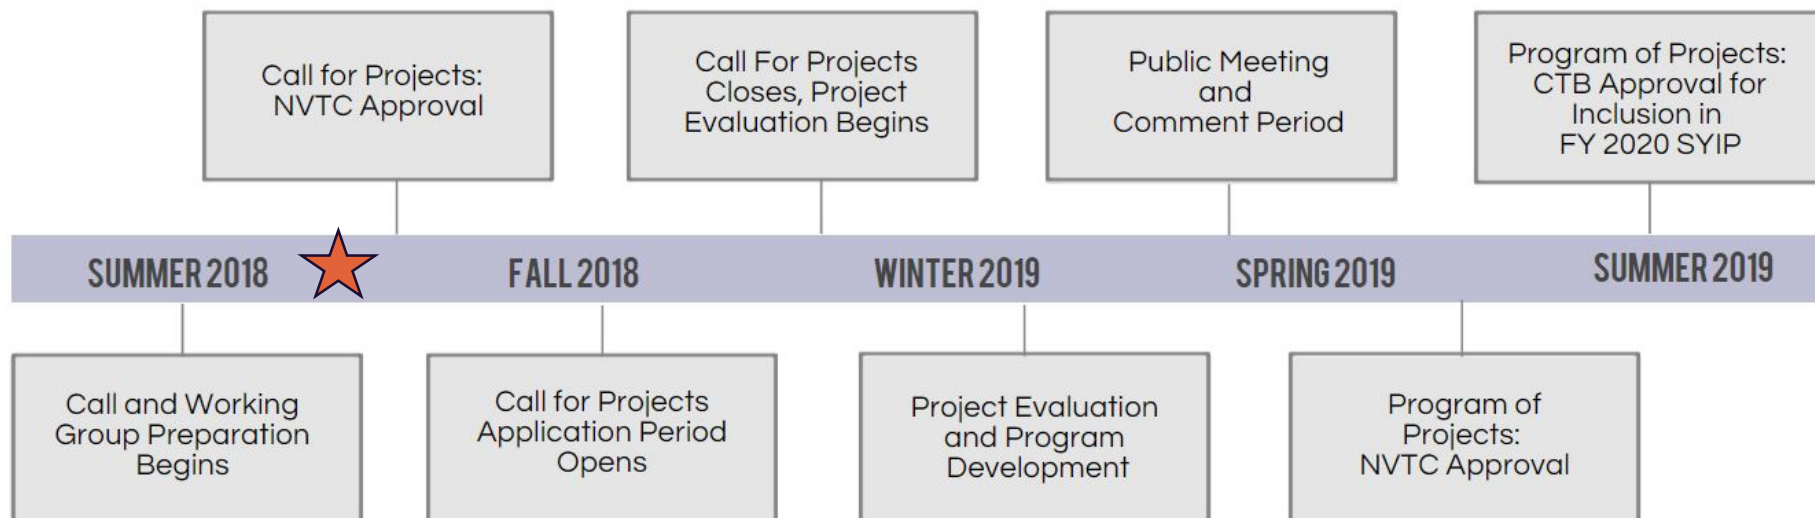 Call for Projects:
NVTC Approval
Call For Projects
Closes, Project
Evaluation Begins
Public Meeting
and
Comment Period
Program of Projects:
CTB Approval for
Inclusion in
FY 2020 SYIP
SUMMER 2018
FALL 2018
WINTER 2019
SPRING 2019
SUMMER 2019
Call and Working
Group Preparation
Begins
Call for Projects
Application Period
Opens
Project Evaluation
and Program
Development
Program of
Projects:
NVTC Approval